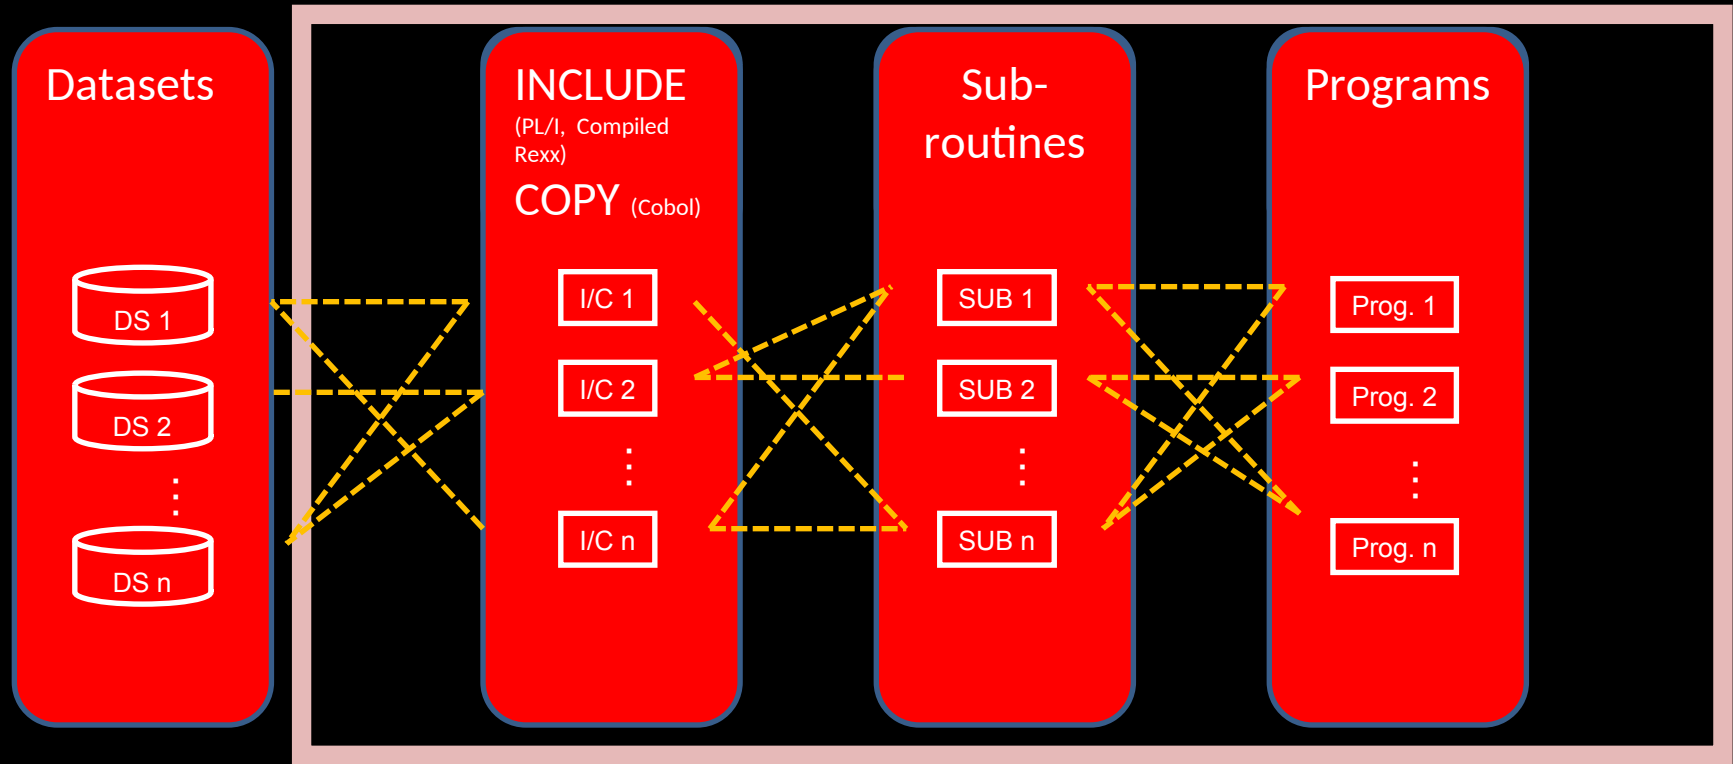 Datasets
DS 1
DS 2
⋮
DS n
INCLUDE
(PL/I, Compiled
Rexx)
COPY (Cobol)
I/C 1
I/C 2
⋮
I/C n
Sub-
routines
SUB 1
SUB 2
⋮
SUB n
Programs
Prog. 1
Prog. 2
⋮
Prog. n